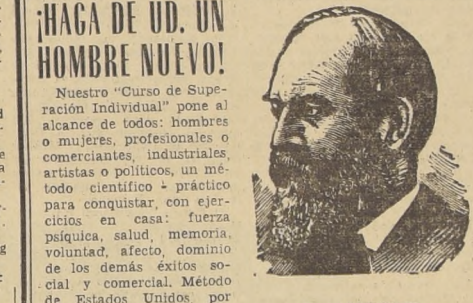 ¡HAGA DE UD. UN
HOMBRE NUEVO!
Nuestro "Curso de Supe-
ración Individual" pone al
alcance de todos: hombres
o mujeres, profesionales o
comerciantes, industriales,
artistas o políticos, un mé-
todo científico - práctico
para conquistar, con ejer-
cicios en casa: fuerza
psíquica, salud, memoria,
voluntad, afecto, dominio
de los demás éxitos so-
cial y comercial. Método
de Estados Unidos por